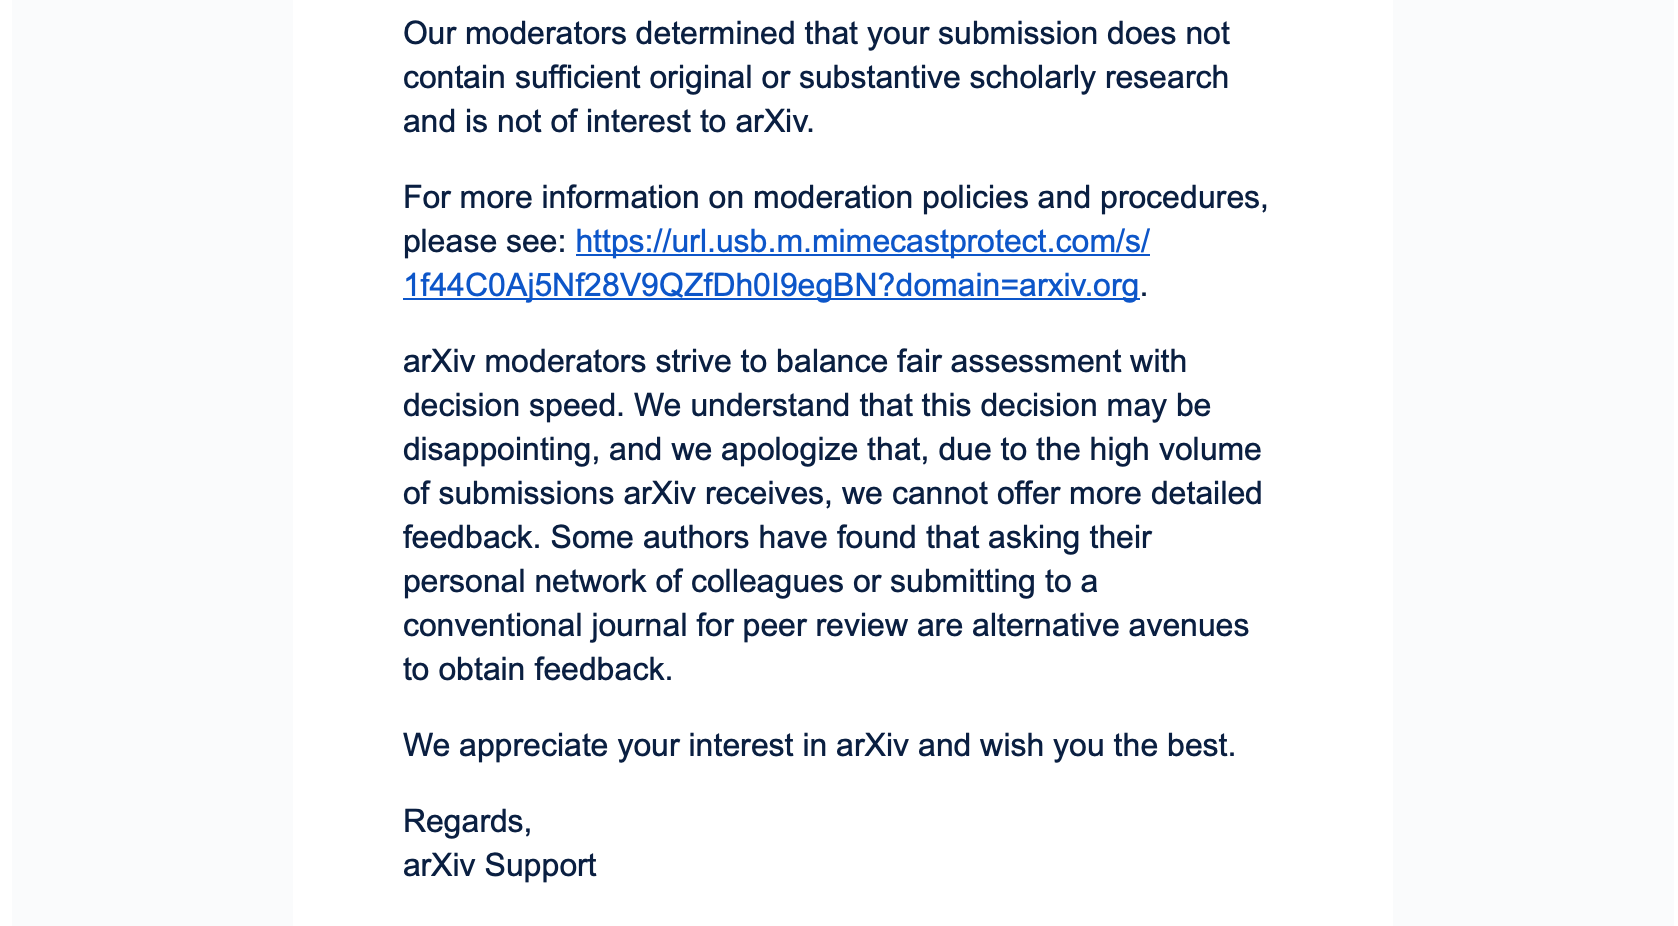 Our moderators determined that your submission does not
contain sufficient original or substantive scholarly research
and is not of interest to arXiv.
For more information on moderation policies and procedures,
please see: https://url.usb.m.mimecastprotect.com/s/
1f44C0Aj5Nf28V9QZfDh0I9egBN?domain=arxiv.org.
arXiv moderators strive to balance fair assessment with
decision speed. We understand that this decision may be
disappointing, and we apologize that, due to the high volume
of submissions arXiv receives, we cannot offer more detailed
feedback. Some authors have found that asking their
personal network of colleagues or submitting to a
conventional journal for peer review are alternative avenues
to obtain feedback.
We appreciate your interest in arXiv and wish you the best.
Regards,
arXiv Support